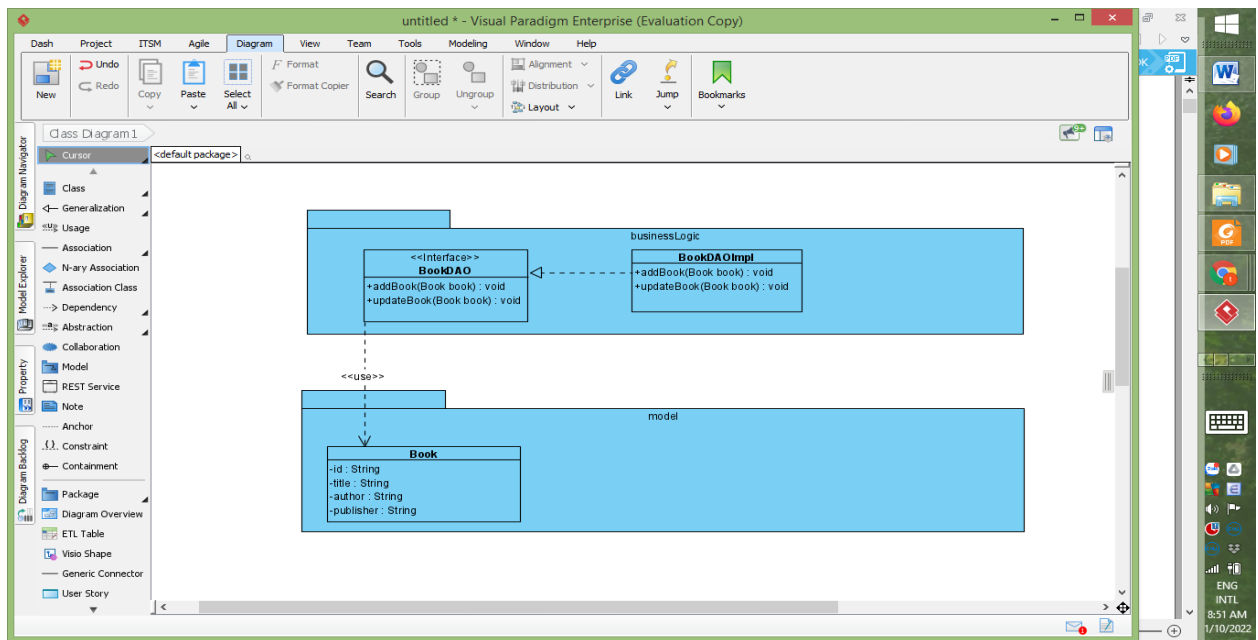 untitled * - Visual Paradigm Enterprise (Evaluation Copy)
Dash Project ITSM Agile Diagram View Team Tools Modeling Window Help
New
Undo
Redo
Copy
Paste
Select
All
Format
Format Copier
Search
Group
Ungroup
Alignment
Distribution
Layout
Link
Jump
Bookmarks
Class Diagram1
9+
Diagram Navigator
Model Explorer
Property
Diagram Backlog
Cursor
Class
Generalization
Usage
Association
N-ary Association
Association Class
Dependency
Abstraction
Collaboration
Model
REST Service
Note
Anchor
Constraint
Containment
Package
Diagram Overview
ETL Table
Visio Shape
Generic Connector
User Story
<default package>
businessLogic
<<Interface>>
BookDAO
+addBook(Book book) : void
+updateBook(Book book) : void
BookDAOImpl
+addBook(Book book) : void
+updateBook(Book book) : void
<<use>>
model
Book
-id : String
-title : String
-author : String
-publisher : String
PDF
ENG
INTL
8:51 AM
1/10/2022